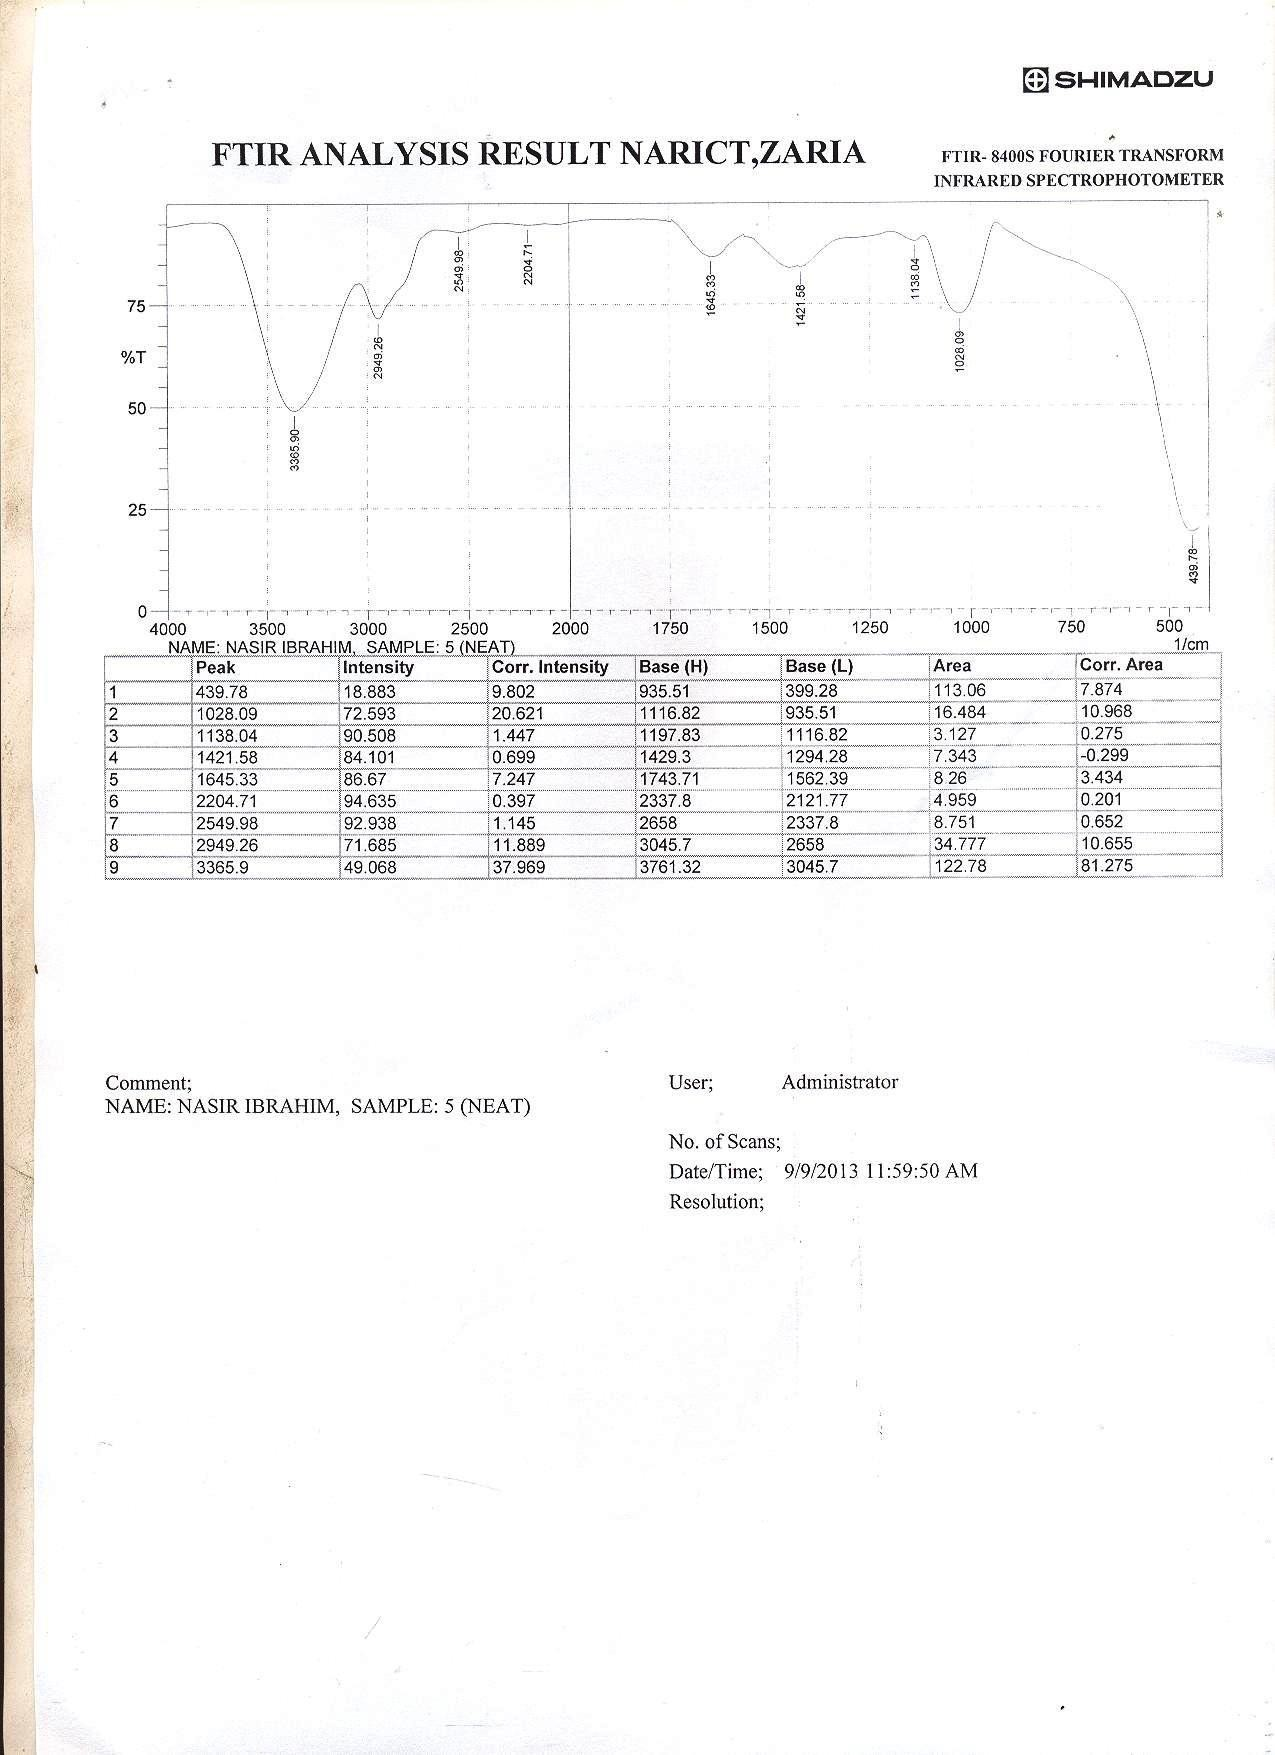 SHIMADZU
FTIR ANALYSIS RESULT NARICT,ZARIA
FTIR- 8400S FOURIER TRANSFORM
INFRARED SPECTROPHOTOMETER
75
%T
50
25
0
3365.90
2949.26
2549.98
2204.71
1645.33
1421.58
1138.04
1028.09
439.78
4000 3500 3000 2500 2000 1750 1500 1250 1000 750 500
NAME: NASIR IBRAHIM, SAMPLE: 5 (NEAT) 1/cm
Peak Intensity Corr. Intensity Base (H) Base (L) Area Corr. Area
1 439.78 18.883 9.802 935.51 399.28 113.06 7.874
2 1028.09 72.593 20.621 1116.82 935.51 16.484 10.968
3 1138.04 90.508 1.447 1197.83 1116.82 3.127 0.275
4 1421.58 84.101 0.699 1429.3 1294.28 7.343 -0.299
5 1645.33 86.67 7.247 1743.71 1562.39 8.26 3.434
6 2204.71 94.635 0.397 2337.8 2121.77 4.959 0.201
7 2549.98 92.938 1.145 2658 2337.8 8.751 0.652
8 2949.26 71.685 11.889 3045.7 2658 34.777 10.655
9 3365.9 49.068 37.969 3761.32 3045.7 122.78 81.275
Comment;
NAME: NASIR IBRAHIM, SAMPLE: 5 (NEAT)
User; Administrator
No. of Scans;
Date/Time; 9/9/2013 11:59:50 AM
Resolution;